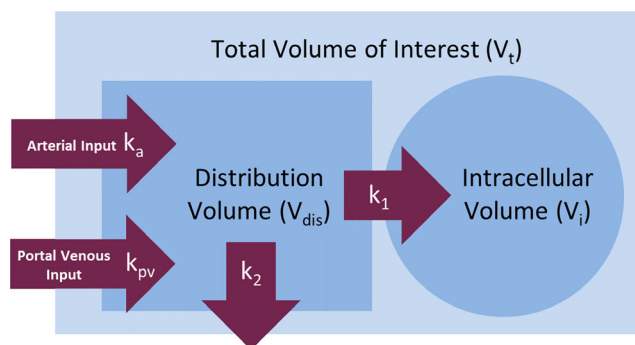 Total Volume of Interest (Vt)
Arterial Input ka
Distribution
Volume (Vdis)
k1
Intracellular
Volume (Vi)
Portal Venous
Input
kpv
k2